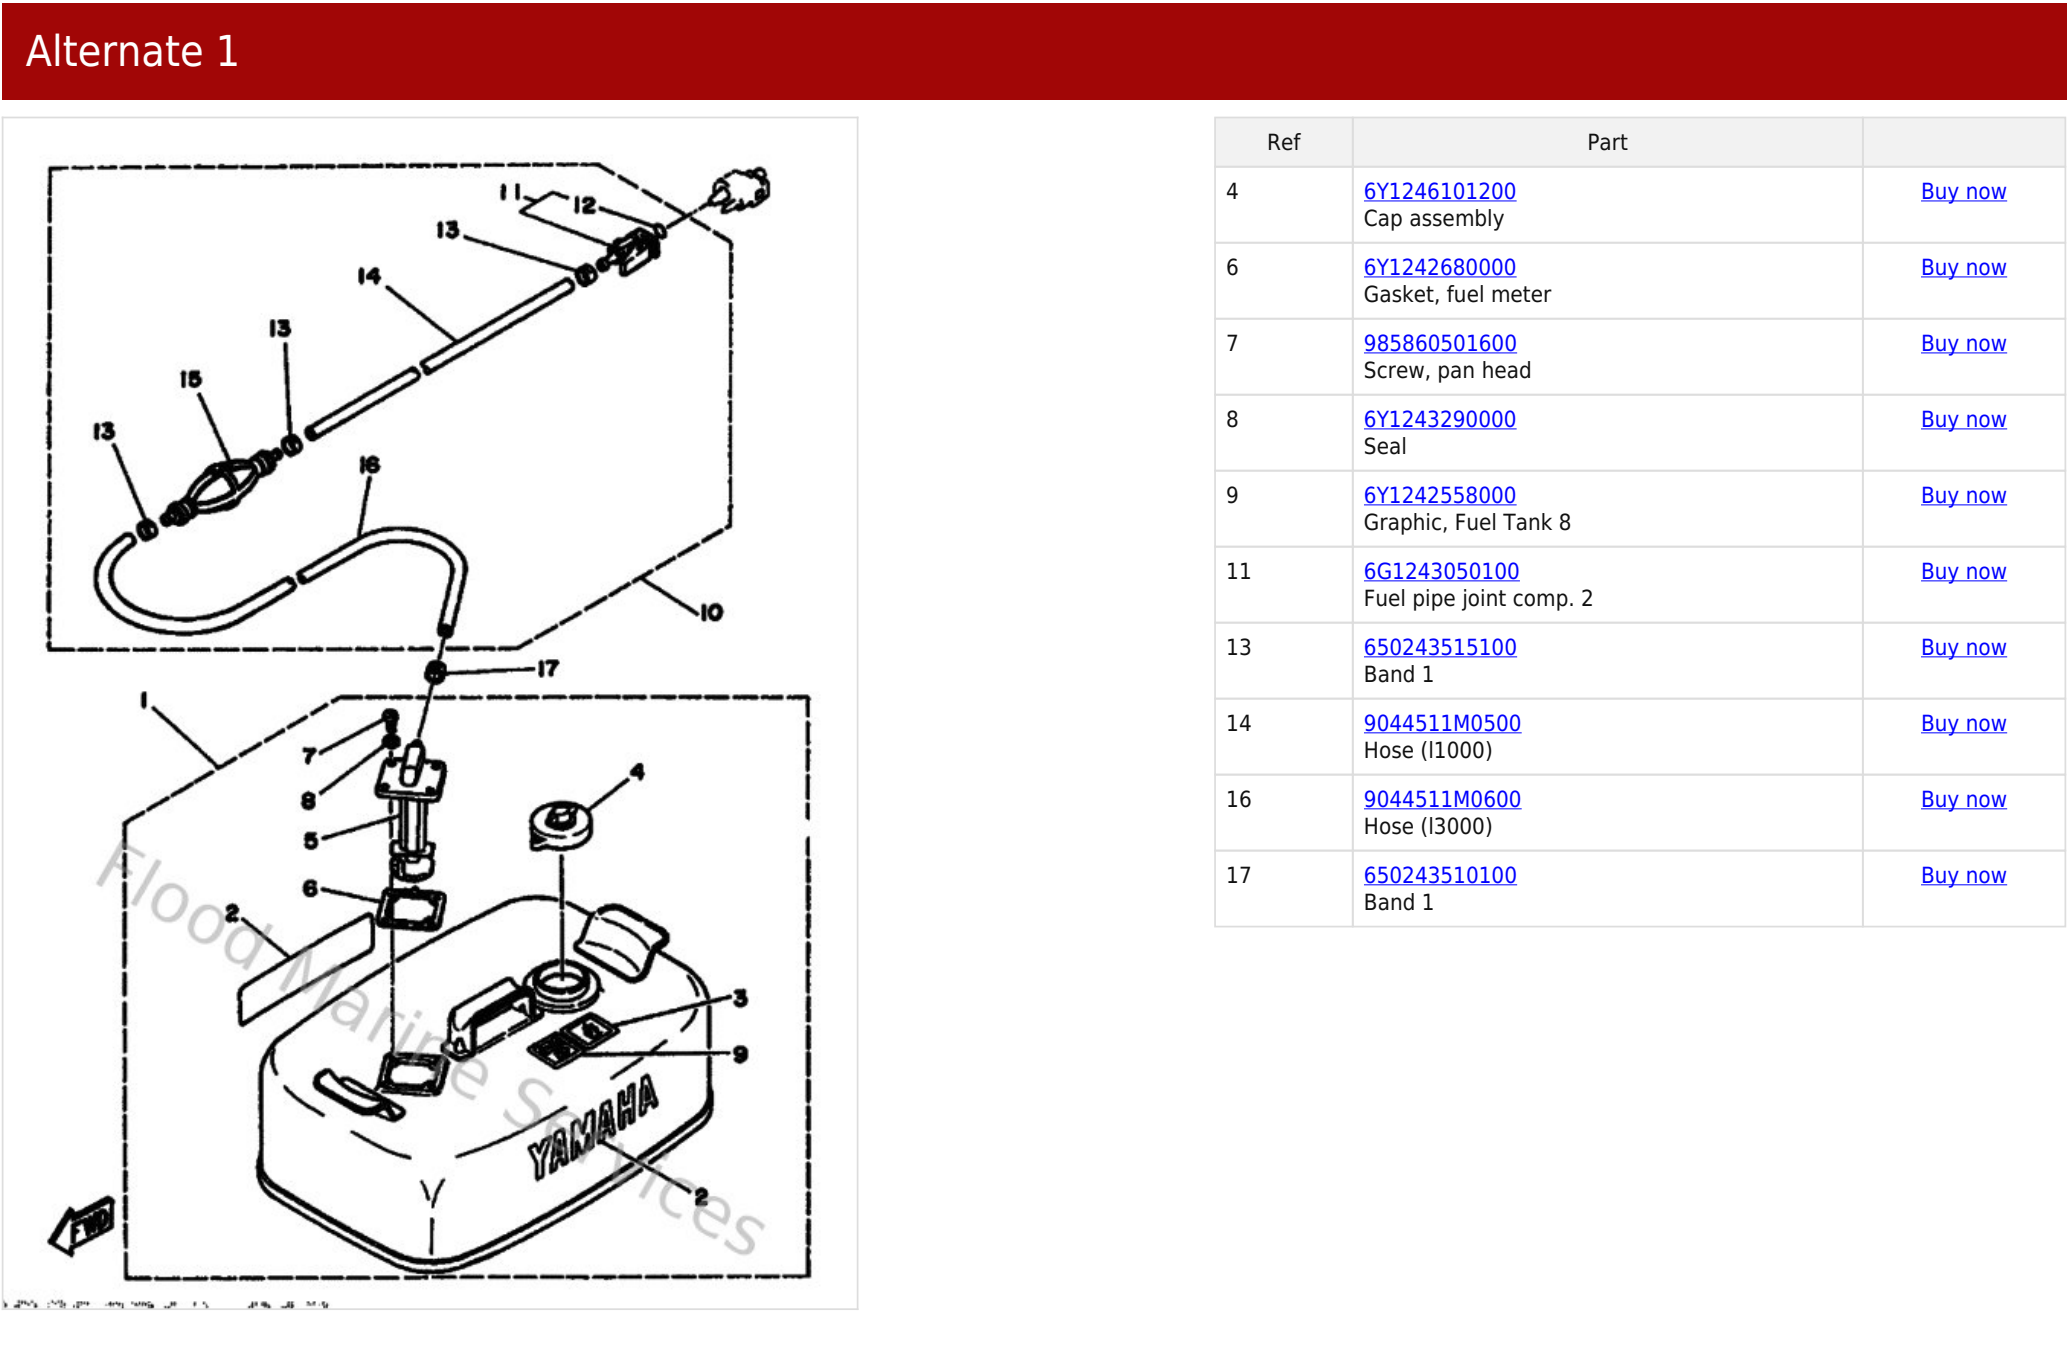 Alternate 1
11
12
13
14
13
15
13
16
10
17
1
7
8
4
5
6
2
3
9
YAMAHA
2
FWD
Flood Marine Services
Ref Part
4 6Y1246101200 Buy now
Cap assembly
6 6Y1242680000 Buy now
Gasket, fuel meter
7 985860501600 Buy now
Screw, pan head
8 6Y1243290000 Buy now
Seal
9 6Y1242558000 Buy now
Graphic, Fuel Tank 8
11 6G1243050100 Buy now
Fuel pipe joint comp. 2
13 650243515100 Buy now
Band 1
14 9044511M0500 Buy now
Hose (l1000)
16 9044511M0600 Buy now
Hose (l3000)
17 650243510100 Buy now
Band 1